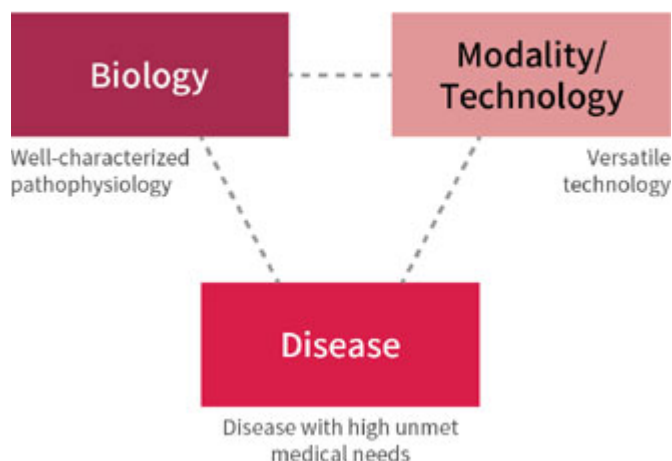 Biology
Modality/
Technology
Well-characterized
pathophysiology
Versatile
technology
Disease
Disease with high unmet
medical needs